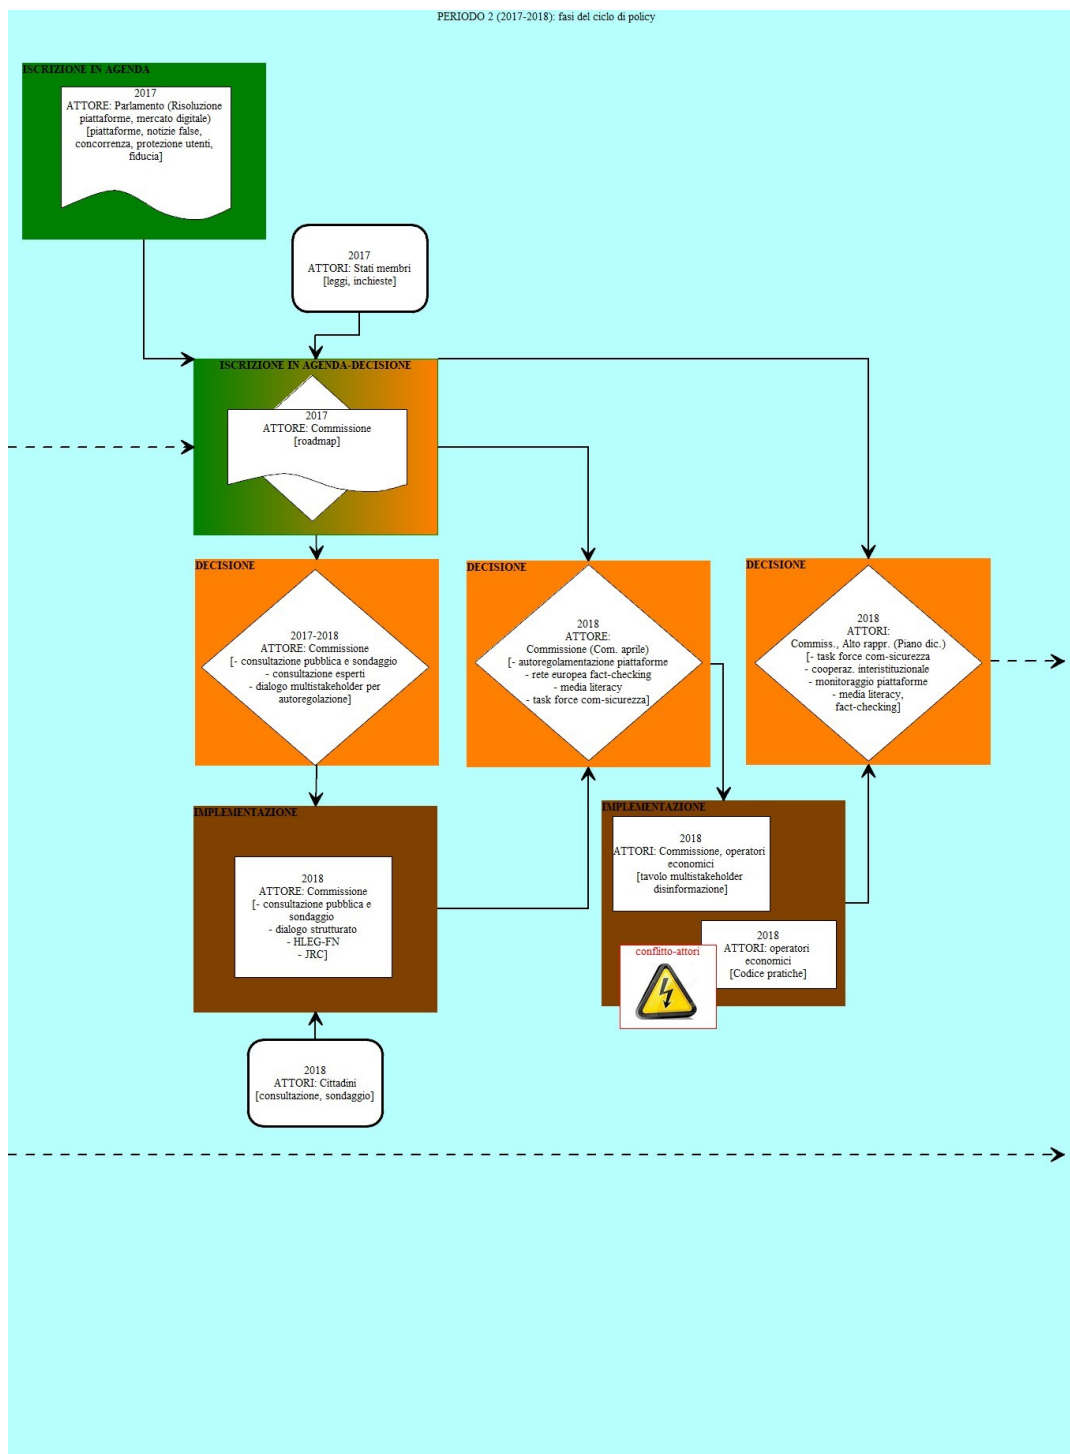 PERIODO 2 (2017-2018): fasi del ciclo di policy
ISCRIZIONE IN AGENDA
2017
ATTORE: Parlamento (Risoluzione
piattaforme, mercato digitale)
[piattaforme, notizie false,
concorrenza, protezione utenti,
fiducia]
2017
ATTORI: Stati membri
[leggi, inchieste]
ISCRIZIONE IN AGENDA-DECISIONE
2017
ATTORE: Commissione
[roadmap]
DECISIONE
2017-2018
ATTORE: Commissione
[- consultazione pubblica e sondaggio
- consultazione esperti
- dialogo multistakeholder per
autoregolazione]
DECISIONE
2018
ATTORE:
Commissione (Com. aprile)
[- autoregolamentazione piattaforme
- rete europea fact-checking
- media literacy
- task force com-sicurezza]
DECISIONE
2018
ATTORI:
Commiss., Alto rappr. (Piano dic.)
[- task force com-sicurezza
- cooperaz. interistituzionale
- monitoraggio piattaforme
- media literacy,
fact-checking]
IMPLEMENTAZIONE
2018
ATTORE: Commissione
[- consultazione pubblica e
sondaggio
- dialogo strutturato
- HLEG-FN
- JRC]
IMPLEMENTAZIONE
2018
ATTORI: Commissione, operatori
economici
[tavolo multistakeholder
disinformazione]
2018
ATTORI: operatori
economici
[Codice pratiche]
conflitto-attori
2018
ATTORI: Cittadini
[consultazione, sondaggio]